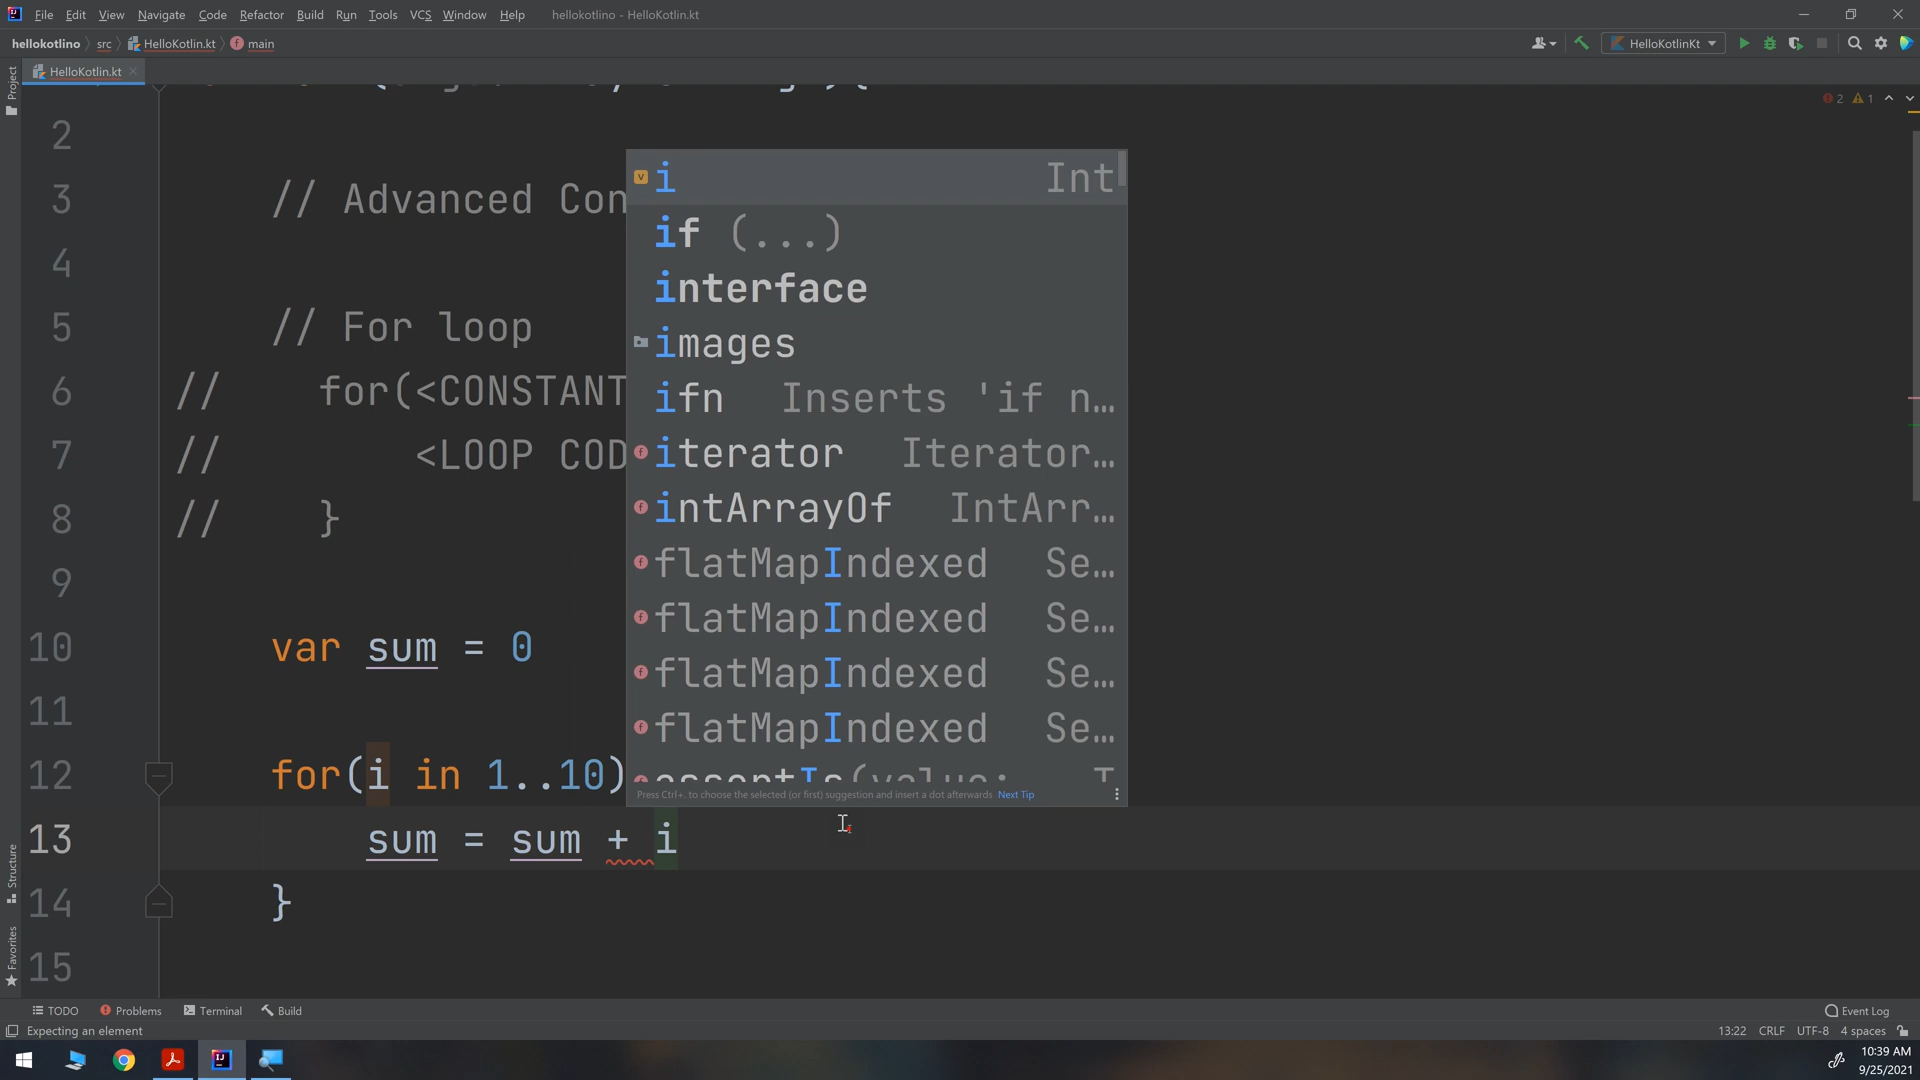 File Edit View Navigate Code Refactor Build Run Tools VCS Window Help hellokotlino - HelloKotlin.kt
hellokotlino src HelloKotlin.kt main HelloKotlinKt
HelloKotlin.kt
Project
2 1
2
3 // Advanced Con
4
5 // For loop
6 // for(<CONSTANT
7 // <LOOP COD
8 // }
9
10 var sum = 0
11
12 for(i in 1..10)
13 sum = sum + i
14 }
15
i Int
if (...)
interface
images
ifn Inserts 'if n…
iterator Iterator…
intArrayOf IntArr…
flatMapIndexed Se…
flatMapIndexed Se…
flatMapIndexed Se…
flatMapIndexed Se…
assertIs(value: T
Press Ctrl+. to choose the selected (or first) suggestion and insert a dot afterwards Next Tip
Structure
Favorites
TODO Problems Terminal Build Event Log
Expecting an element 13:22 CRLF UTF-8 4 spaces
10:39 AM
9/25/2021